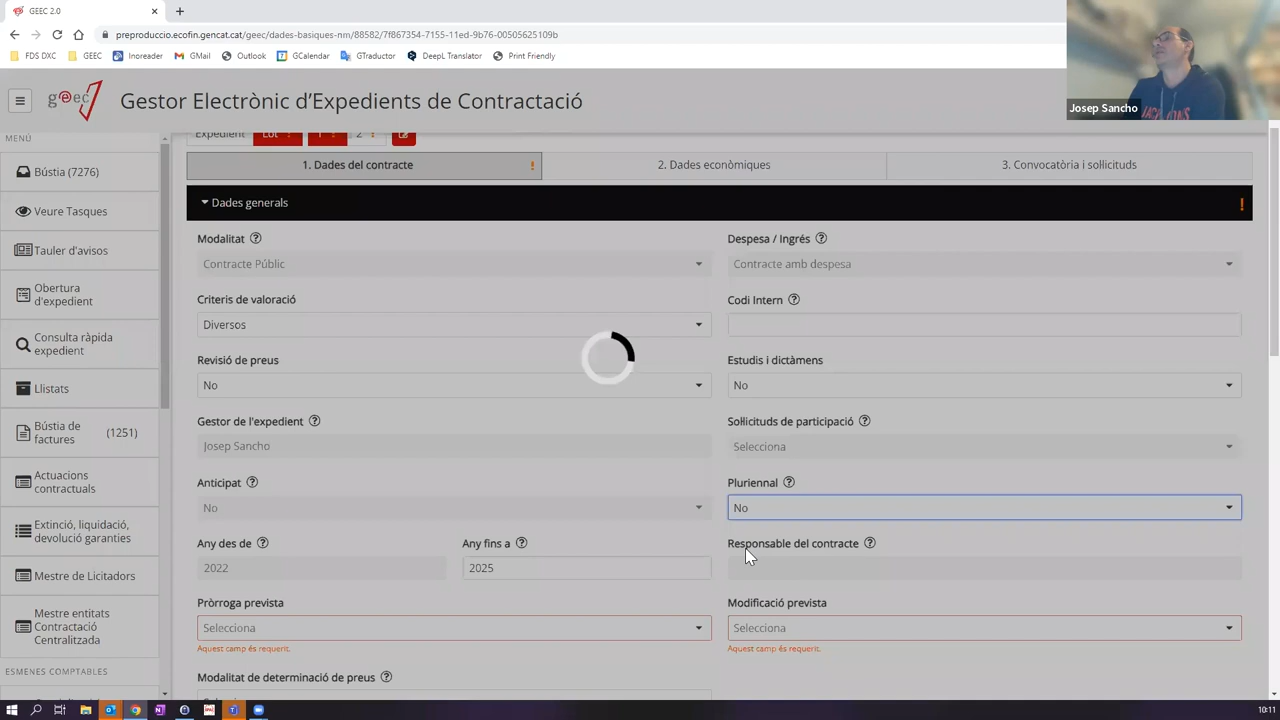 GEEC 2.0
preproduccio.ecofin.gencat.cat/geec/dades-basiques-nm/88582/7f867354-7155-11ed-9b76-00505625109b
FDS DXC
GEEC
Inoreader
GMail
Outlook
GCalendar
GTraductor
DeepL Translator
Print Friendly
Josep Sancho
geec
Gestor Electrònic d'Expedients de Contractació
MENÚ
Bústia (7276)
Veure Tasques
Tauler d'avisos
Obertura
d'expedient
Consulta ràpida
expedient
Llistats
Bústia de
factures
(1251)
Actuacions
contractuals
Extinció, liquidació,
devolució garanties
Mestre de Licitadors
Mestre entitats
Contractació
Centralitzada
ESMENES COMPTABLES
Expedient
Lot !
1 !
2 !
1. Dades del contracte !
2. Dades econòmiques
3. Convocatòria i sol·licituds
Dades generals !
Modalitat
Contracte Públic
Despesa / Ingrés
Contracte amb despesa
Criteris de valoració
Diversos
Codi Intern
Revisió de preus
No
Estudis i dictàmens
No
Gestor de l'expedient
Josep Sancho
Sol·licituds de participació
Selecciona
Anticipat
No
Pluriennal
No
Any des de
2022
Any fins a
2025
Responsable del contracte
Pròrroga prevista
Selecciona
Aquest camp és requerit.
Modificació prevista
Selecciona
Aquest camp és requerit.
Modalitat de determinació de preus
10:11